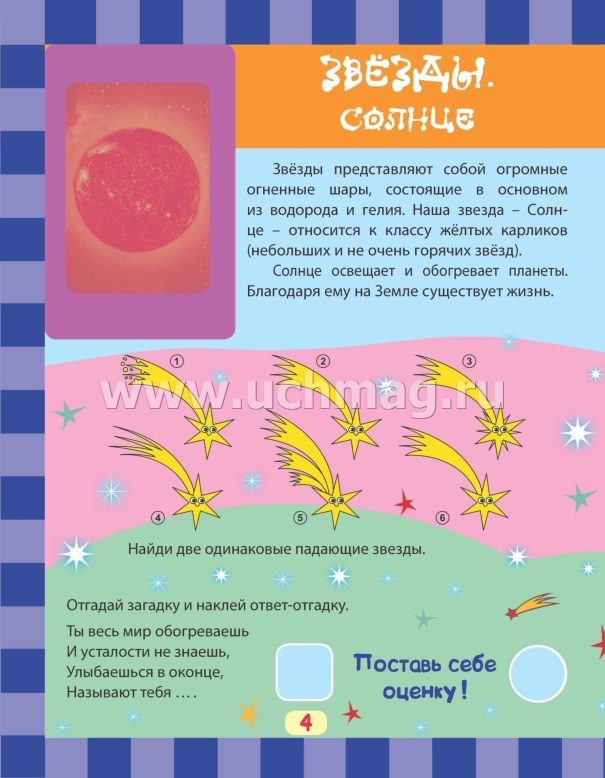 ЗВЁЗДЫ.
СОЛНЦЕ
Звёзды представляют собой огромные
огненные шары, состоящие в основном
из водорода и гелия. Наша звезда – Солн-
це – относится к классу жёлтых карликов
(небольших и не очень горячих звёзд).
Солнце освещает и обогревает планеты.
Благодаря ему на Земле существует жизнь.
1 2 3
www.uchmag.ru
4 5 6
Найди две одинаковые падающие звезды.
Отгадай загадку и наклей ответ-отгадку.
Ты весь мир обогреваешь
И усталости не знаешь,
Улыбаешься в оконце,
Называют тебя ... .
Поставь себе
оценку!
4